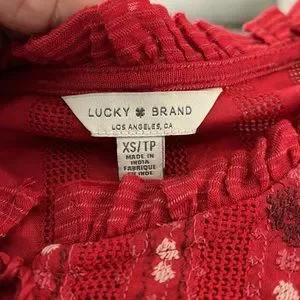 LUCKY BRAND
LOS ANGELES, CA
XS/TP
MADE IN
INDIA
FABRIQUE
EN INDE